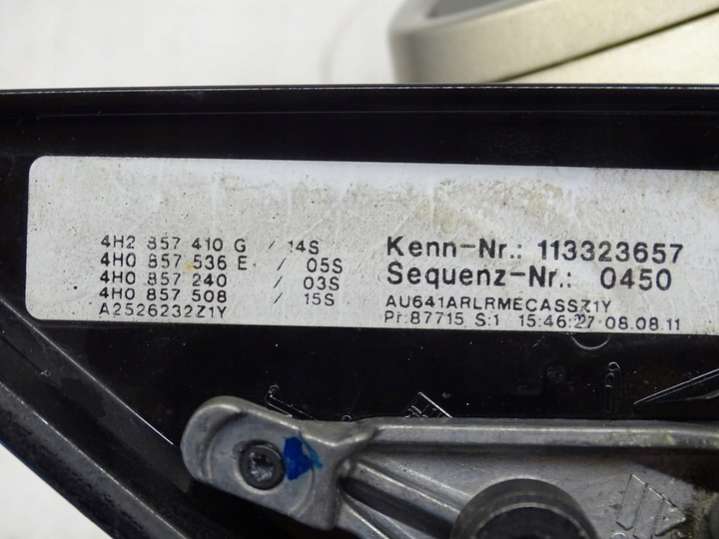 4H2 857 410 G / 14S
4H0 857 536 E / 05S
4H0 857 240 / 03S
4H0 857 508 / 15S
A2526232Z1Y
Kenn-Nr.: 113323657
Sequenz-Nr.: 0450
AU641ARLRMECASSZ1Y
Pr:87715 S:1 15:46:27 08.08.11